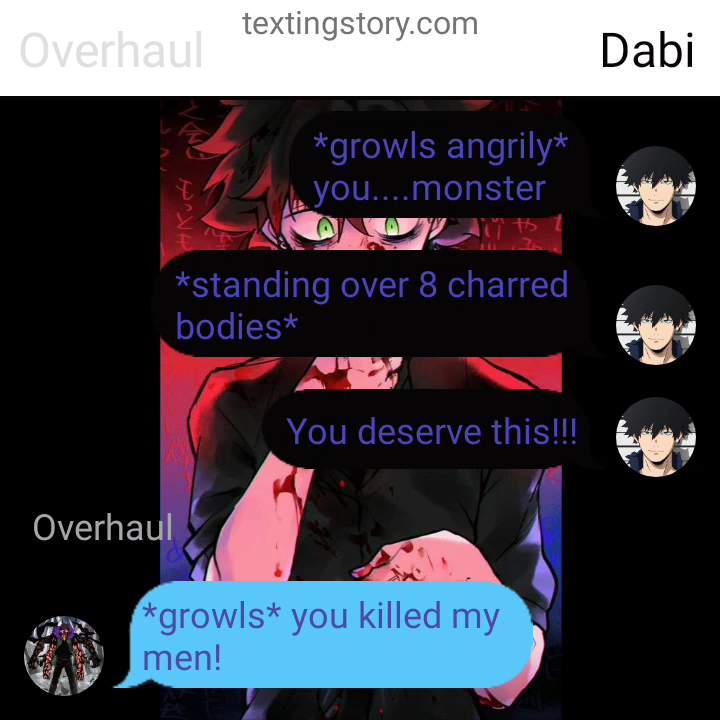 textingstory.com
Overhaul
Dabi
*growls angrily*
you....monster
*standing over 8 charred
bodies*
You deserve this!!!
Overhaul
*growls* you killed my
men!